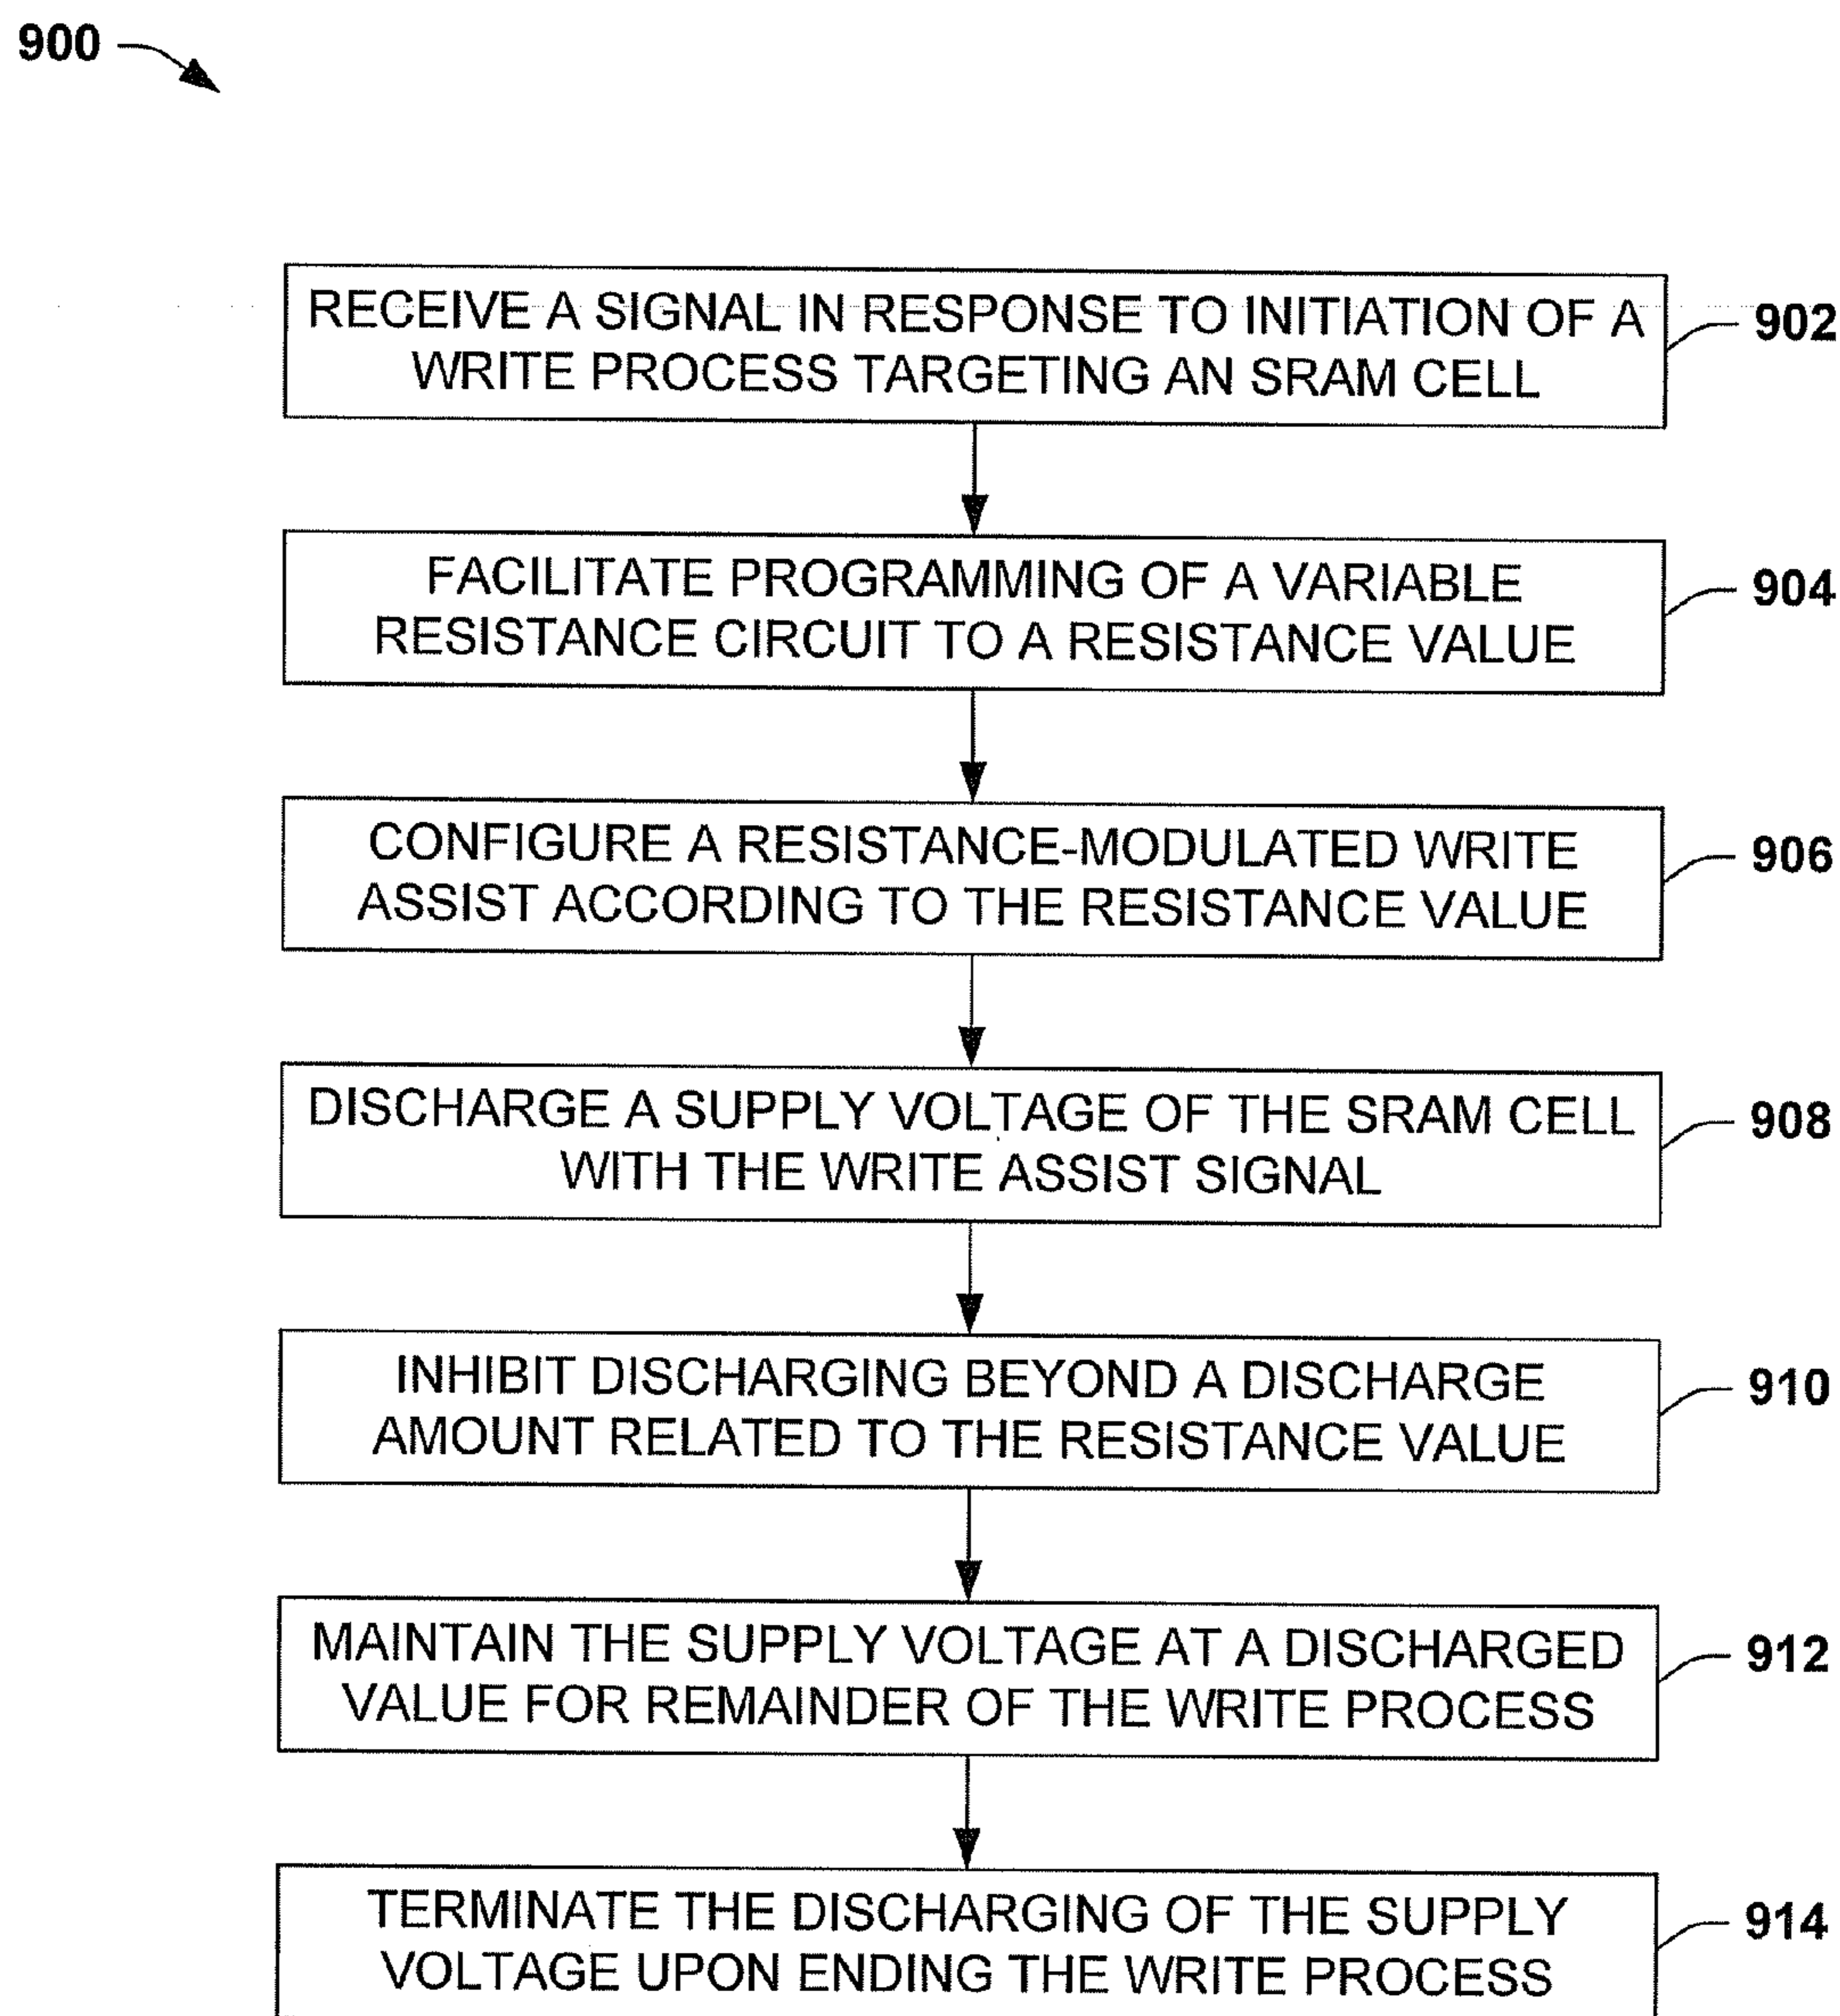 900
RECEIVE A SIGNAL IN RESPONSE TO INITIATION OF A
WRITE PROCESS TARGETING AN SRAM CELL
902
FACILITATE PROGRAMMING OF A VARIABLE
RESISTANCE CIRCUIT TO A RESISTANCE VALUE
904
CONFIGURE A RESISTANCE-MODULATED WRITE
ASSIST ACCORDING TO THE RESISTANCE VALUE
906
DISCHARGE A SUPPLY VOLTAGE OF THE SRAM CELL
WITH THE WRITE ASSIST SIGNAL
908
INHIBIT DISCHARGING BEYOND A DISCHARGE
AMOUNT RELATED TO THE RESISTANCE VALUE
910
MAINTAIN THE SUPPLY VOLTAGE AT A DISCHARGED
VALUE FOR REMAINDER OF THE WRITE PROCESS
912
TERMINATE THE DISCHARGING OF THE SUPPLY
VOLTAGE UPON ENDING THE WRITE PROCESS
914